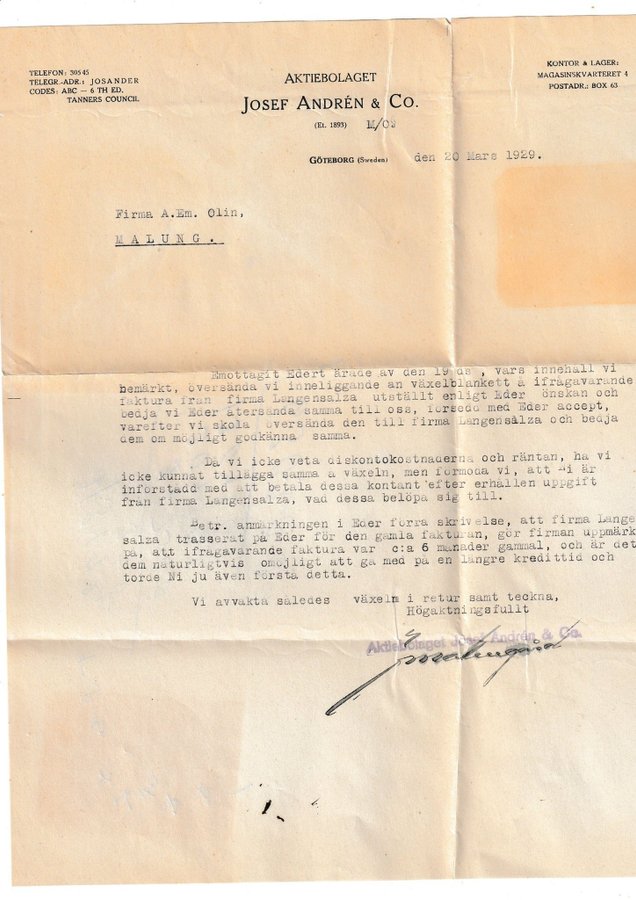 TELEFON: 30545
TELEGR.-ADR.: JOSANDER
CODES: ABC — 6 TH ED.
TANNERS COUNCIL
AKTIEBOLAGET
JOSEF ANDRÉN & CO.
(Et. 1893) M/Og
GÖTEBORG (Sweden) den 20 Mars 1929.
KONTOR & LAGER:
MAGASINSKVARTERET 4
POSTADR.: BOX 63
Firma A.Em. Olin,
MALUNG.
Emottagit Edert ärade av den 19 ds, vars innehåll vi
bemärkt, översända vi inneliggande en växelblankett å ifrågavarande
faktura från firma Langensalza utställt enligt Eder önskan och
bedja vi Eder återsända samma till oss, försedd med Eder accept,
varefter vi skola översända den till firma Langensalza och bedja
dem om möjligt godkänna samma.
Då vi icke veta diskontokostnaderna och räntan, ha vi
icke kunnat tillägga samma å växeln, men förmoda vi, att Ni är
införstadd med att betala dessa kontant efter erhållen uppgift
från firma Langensalza, vad dessa belöpa sig till.
Betr. anmärkningen i Eder förra skrivelse, att firma Lange
salza trasserat på Eder för den gamla fakturan, gör firman uppmärk
på, att ifrågavarande faktura var c:a 6 månader gammal, och är det
dem naturligtvis omöjligt att gå med på en längre kredittid och
torde Ni ju även förstå detta.
Vi avvakta således växeln i retur samt teckna,
Högaktningsfullt
Aktiebolaget Josef Andrén & Co.